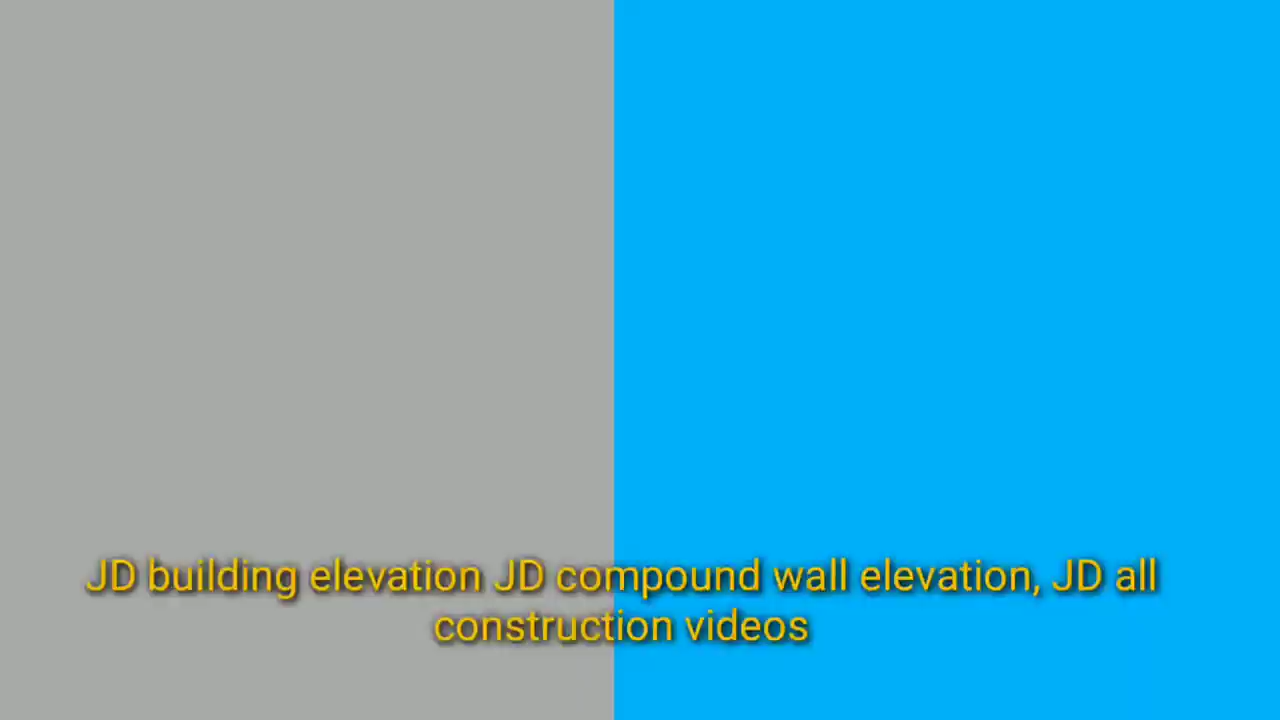 JD building elevation JD compound wall elevation, JD all
construction videos